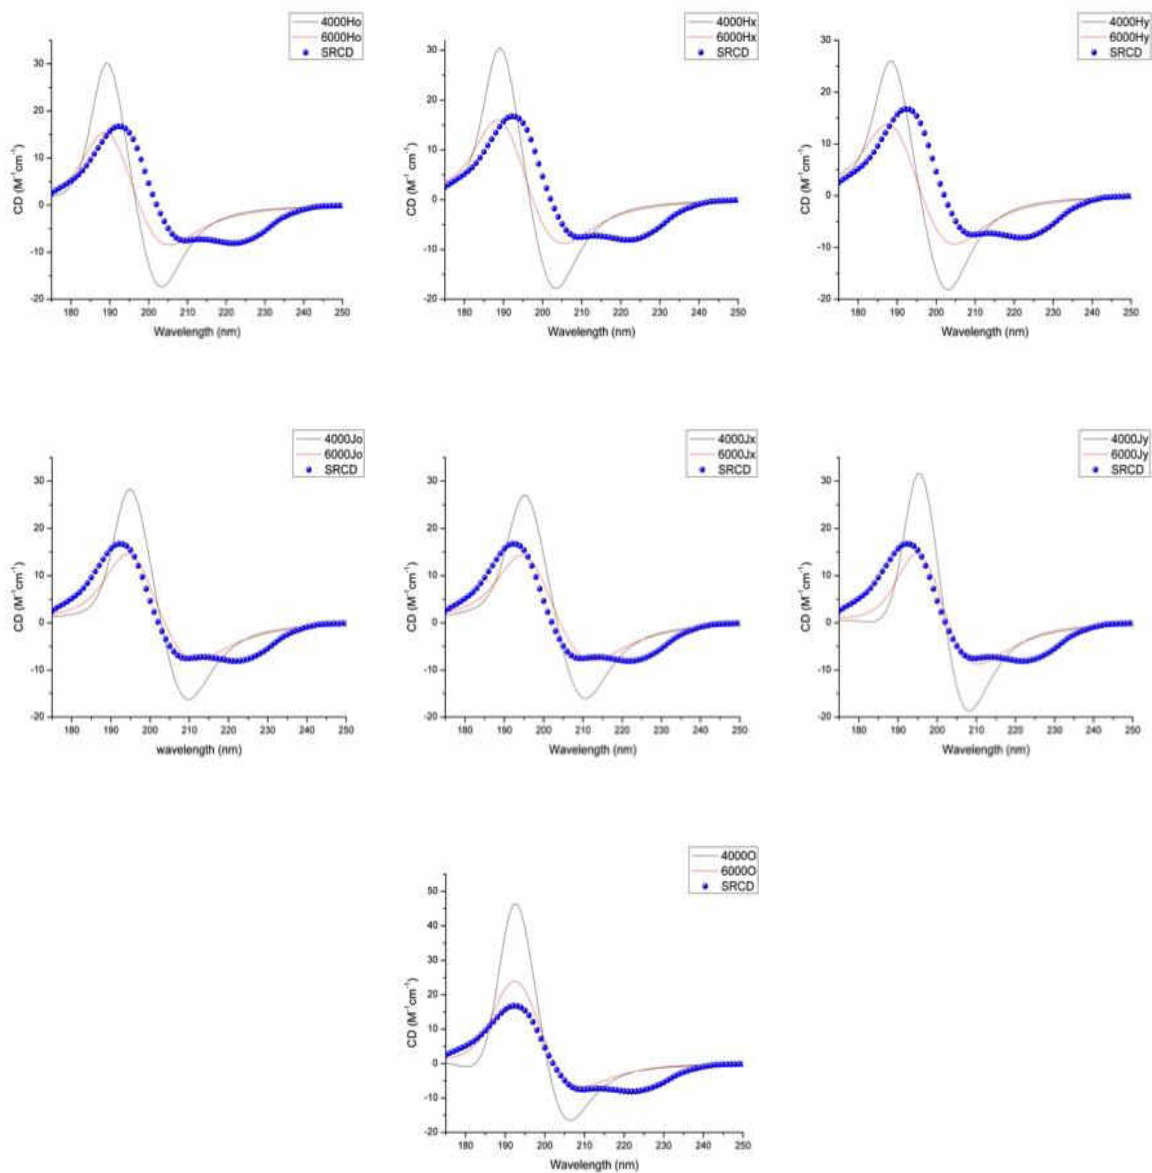 4000Ho
6000Ho
SRCD
CD (M⁻¹cm⁻¹)
30
20
10
0
-10
-20
180 190 200 210 220 230 240 250
Wavelength (nm)
4000Hx
6000Hx
SRCD
CD (M⁻¹cm⁻¹)
30
20
10
0
-10
-20
180 190 200 210 220 230 240 250
Wavelength (nm)
4000Hy
6000Hy
SRCD
CD (M⁻¹cm⁻¹)
30
20
10
0
-10
-20
180 190 200 210 220 230 240 250
Wavelength (nm)
4000Jo
6000Jo
SRCD
CD (M⁻¹cm⁻¹)
30
20
10
0
-10
-20
180 190 200 210 220 230 240 250
wavelength (nm)
4000Jx
6000Jx
SRCD
CD (M⁻¹cm⁻¹)
30
20
10
0
-10
-20
180 190 200 210 220 230 240 250
Wavelength (nm)
4000Jy
6000Jy
SRCD
CD (M⁻¹cm⁻¹)
30
20
10
0
-10
-20
180 190 200 210 220 230 240 250
Wavelength (nm)
4000O
6000O
SRCD
CD (M⁻¹cm⁻¹)
50
40
30
20
10
0
-10
-20
180 190 200 210 220 230 240 250
Wavelength (nm)